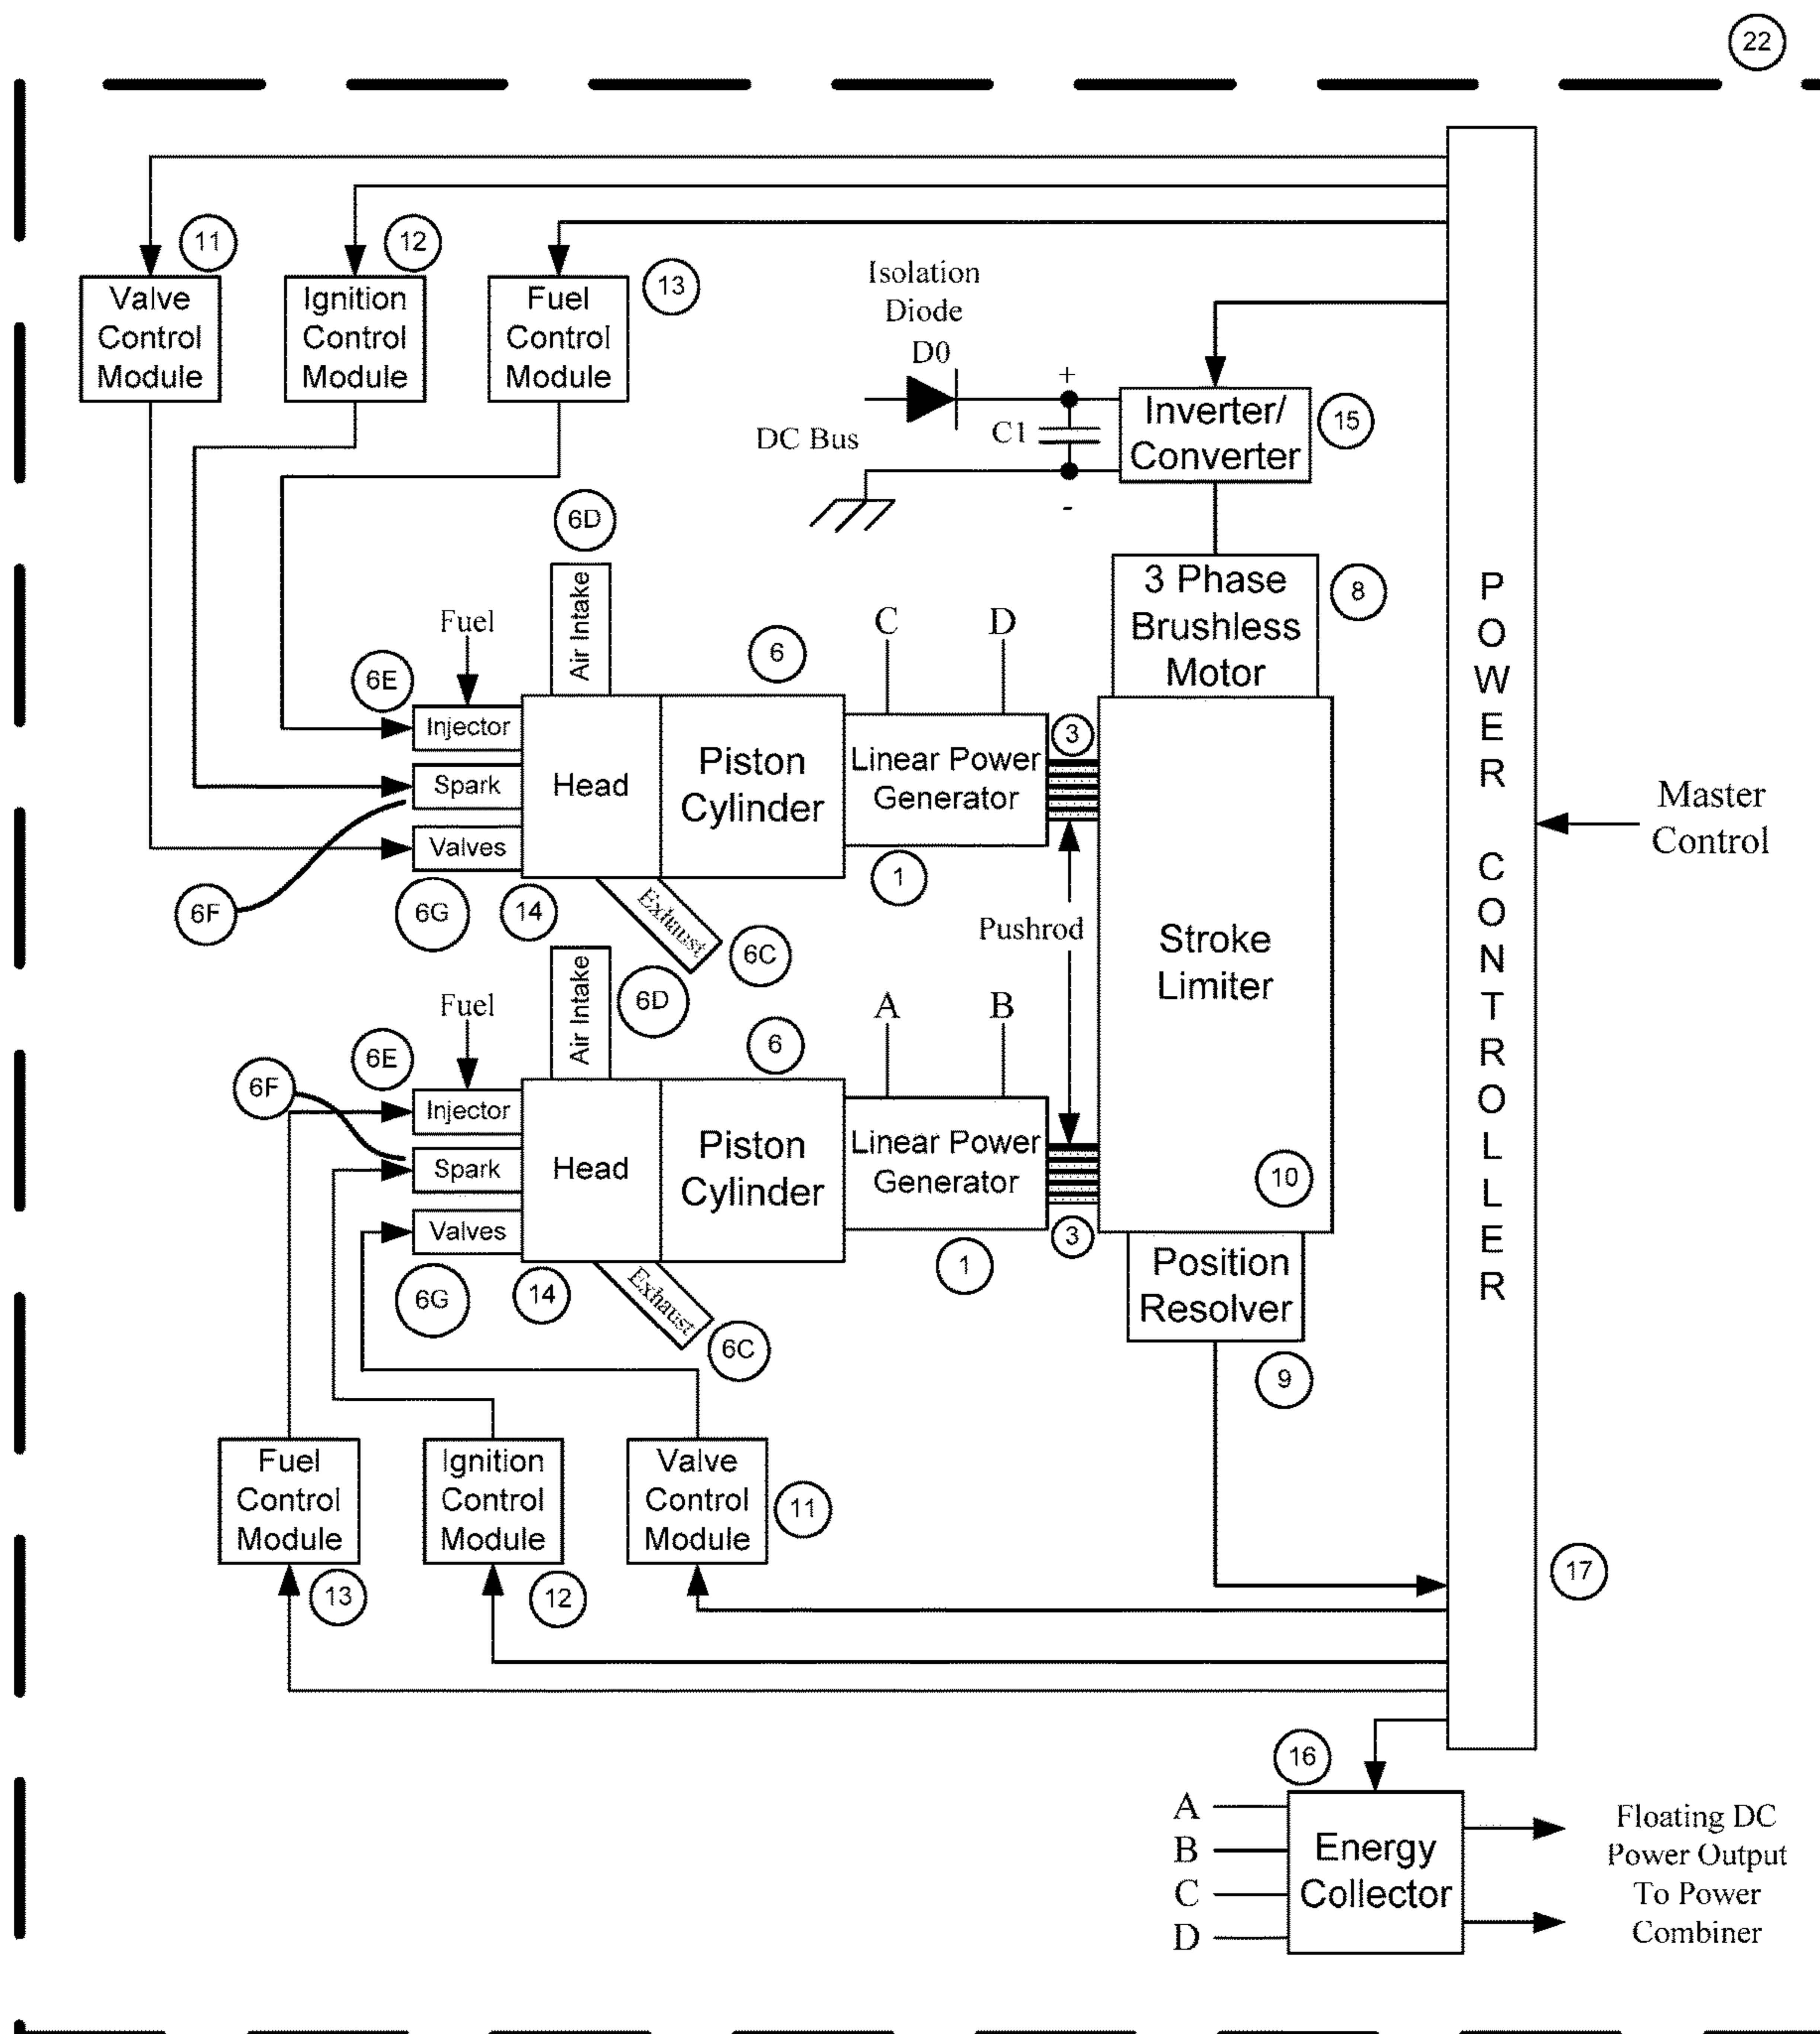 22
11
12
13
Valve
Control
Module
Ignition
Control
Module
Fuel
Control
Module
Isolation
Diode
D0
+
C1
DC Bus
-
Inverter/
Converter
15
6D
Air Intake
3 Phase
Brushless
Motor
8
Fuel
6E
6
C
D
Injector
Spark
Valves
Head
Piston
Cylinder
Linear Power
Generator
3
1
6F
6G
14
Exhaust
6C
Pushrod
Stroke
Limiter
10
POWER CONTROLLER
Master
Control
Fuel
6D
Air Intake
6E
6F
6
A
B
Injector
Spark
Valves
Head
Piston
Cylinder
Linear Power
Generator
3
1
6G
14
Exhaust
6C
Position
Resolver
9
Fuel
Control
Module
13
Ignition
Control
Module
12
Valve
Control
Module
11
17
16
A
B
C
D
Energy
Collector
Floating DC
Power Output
To Power
Combiner